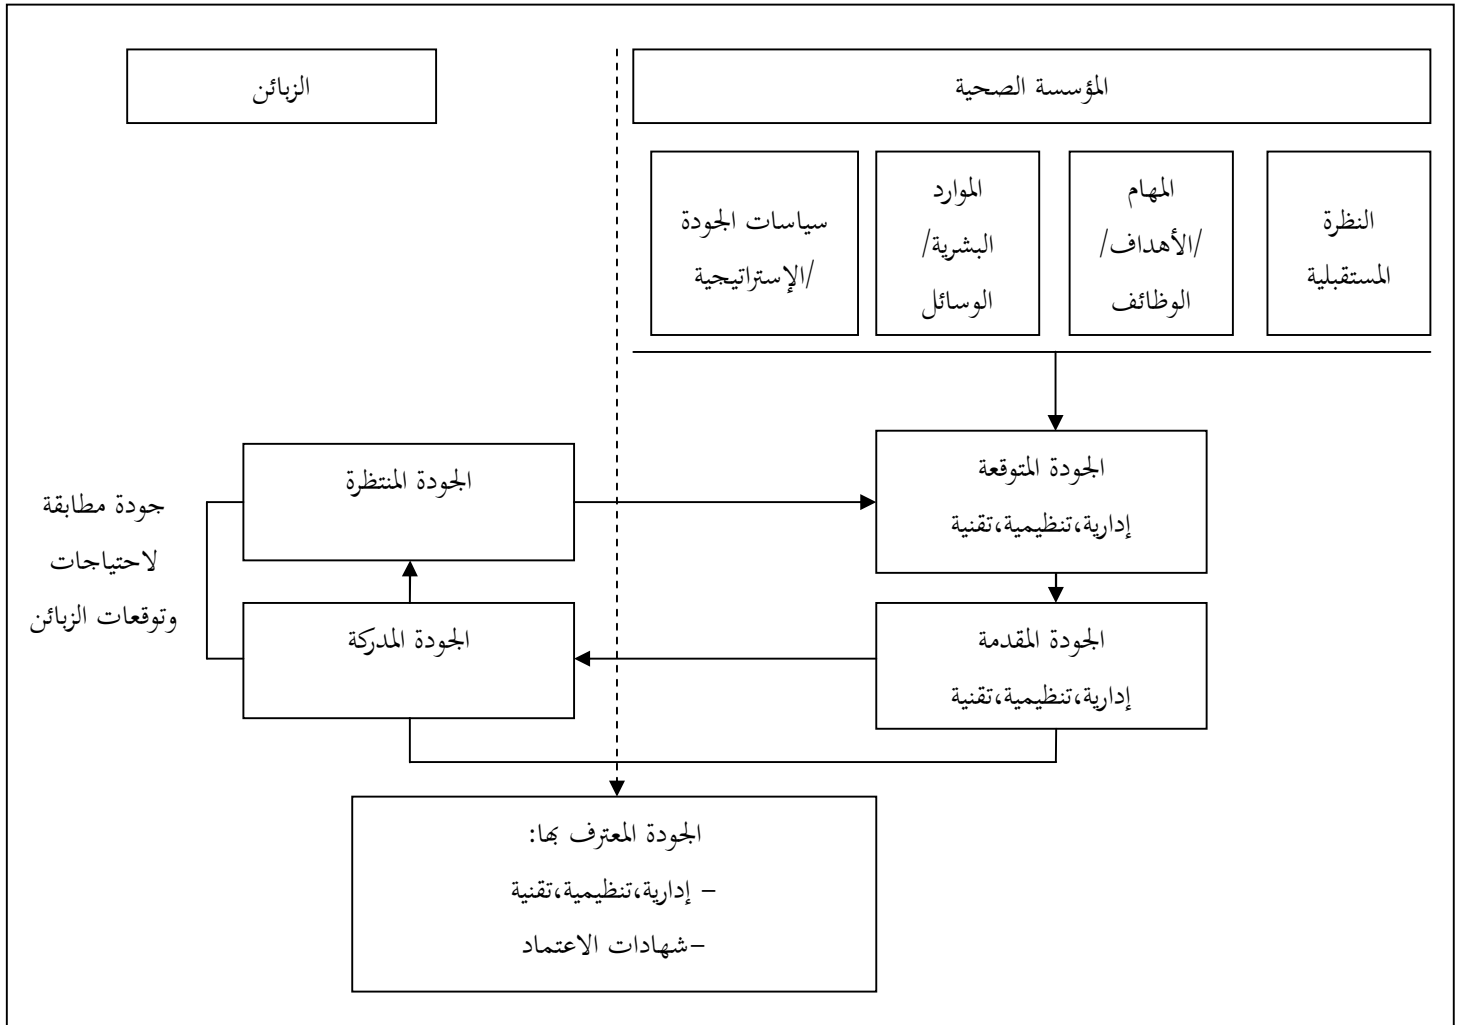 المؤسسة الصحية
الزبائن
النظرة
المستقبلية
المهام
/الأهداف/
الوظائف
الموارد
البشرية/
الوسائل
سياسات الجودة
/الإستراتيجية
الجودة المتوقعة
إدارية،تنظيمية،تقنية
الجودة المنتظرة
جودة مطابقة
لاحتياجات
وتوقعات الزبائن
الجودة المقدمة
إدارية،تنظيمية،تقنية
الجودة المدركة
الجودة المعترف بها:
– إدارية،تنظيمية،تقنية
–شهادات الاعتماد